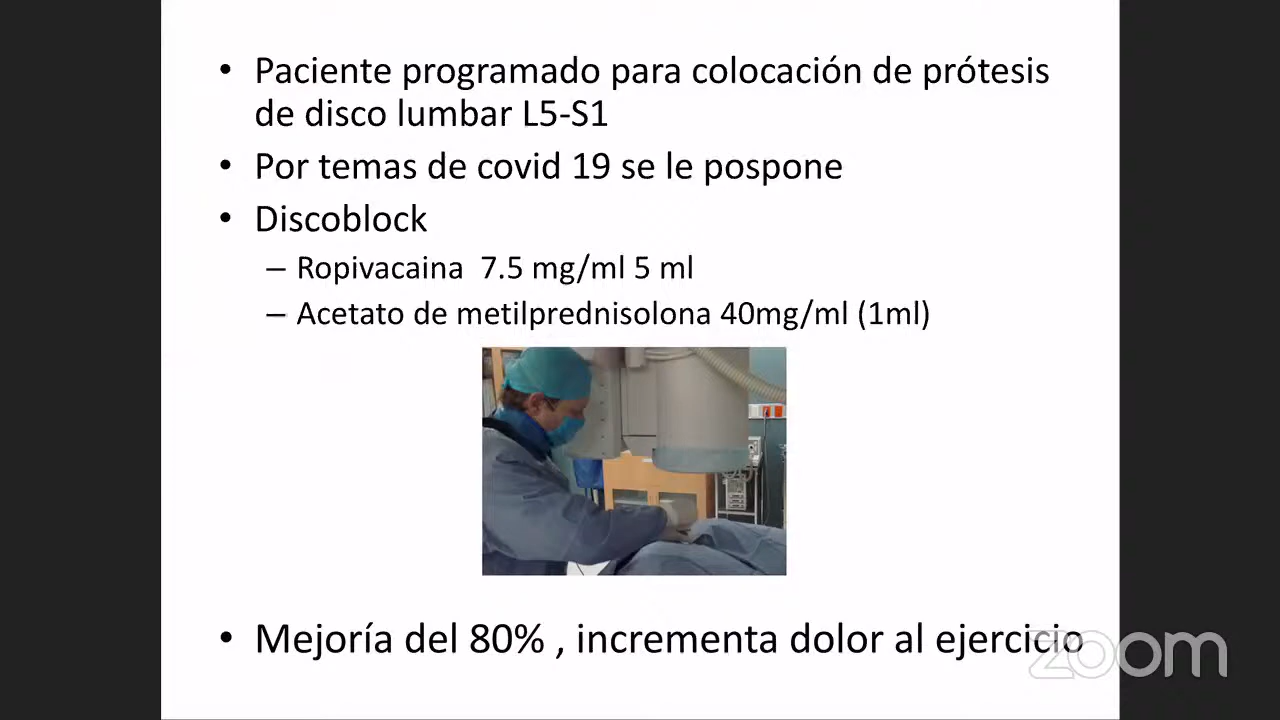 • Paciente programado para colocación de prótesis
de disco lumbar L5-S1
• Por temas de covid 19 se le pospone
• Discoblock
– Ropivacaina 7.5 mg/ml 5 ml
– Acetato de metilprednisolona 40mg/ml (1ml)
• Mejoría del 80% , incrementa dolor al ejercicio
zoom